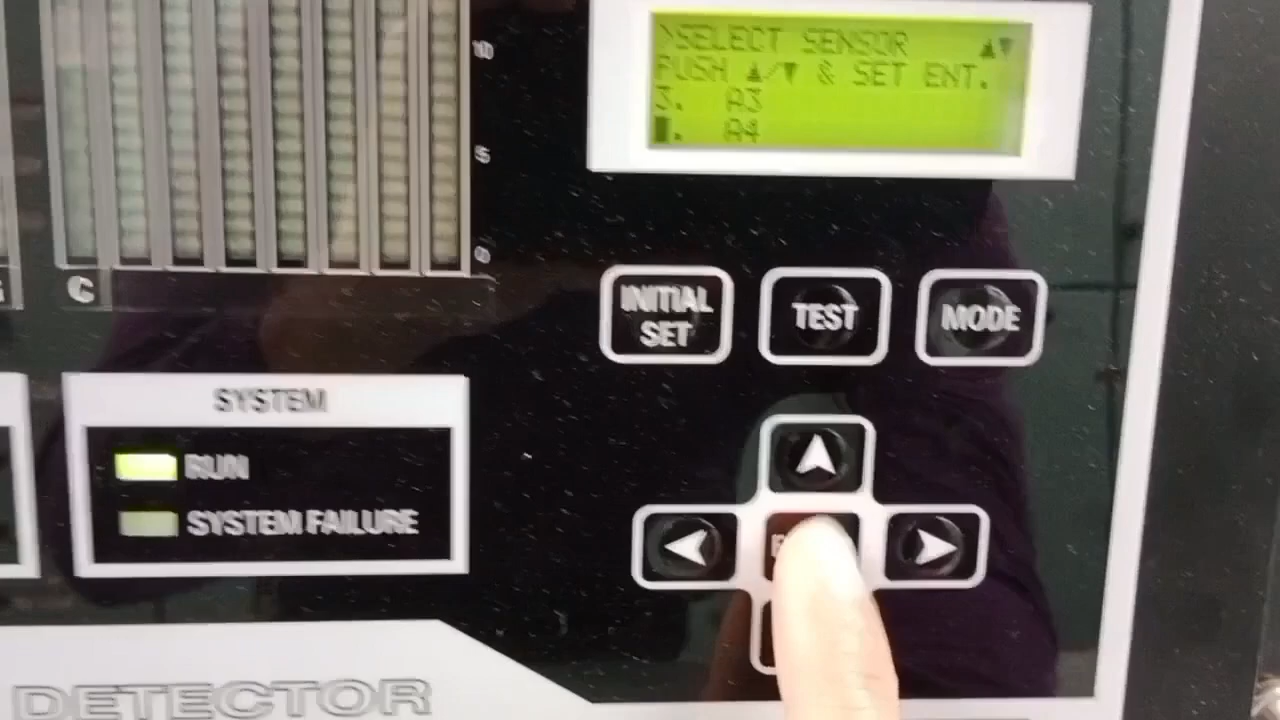 >SELECT SENSOR ▲▼
PUSH ▲/▼ & SET ENT.
3. A3
. A4
10
5
0
C
INITIAL
SET
TEST
MODE
SYSTEM
RUN
SYSTEM FAILURE
DETECTOR